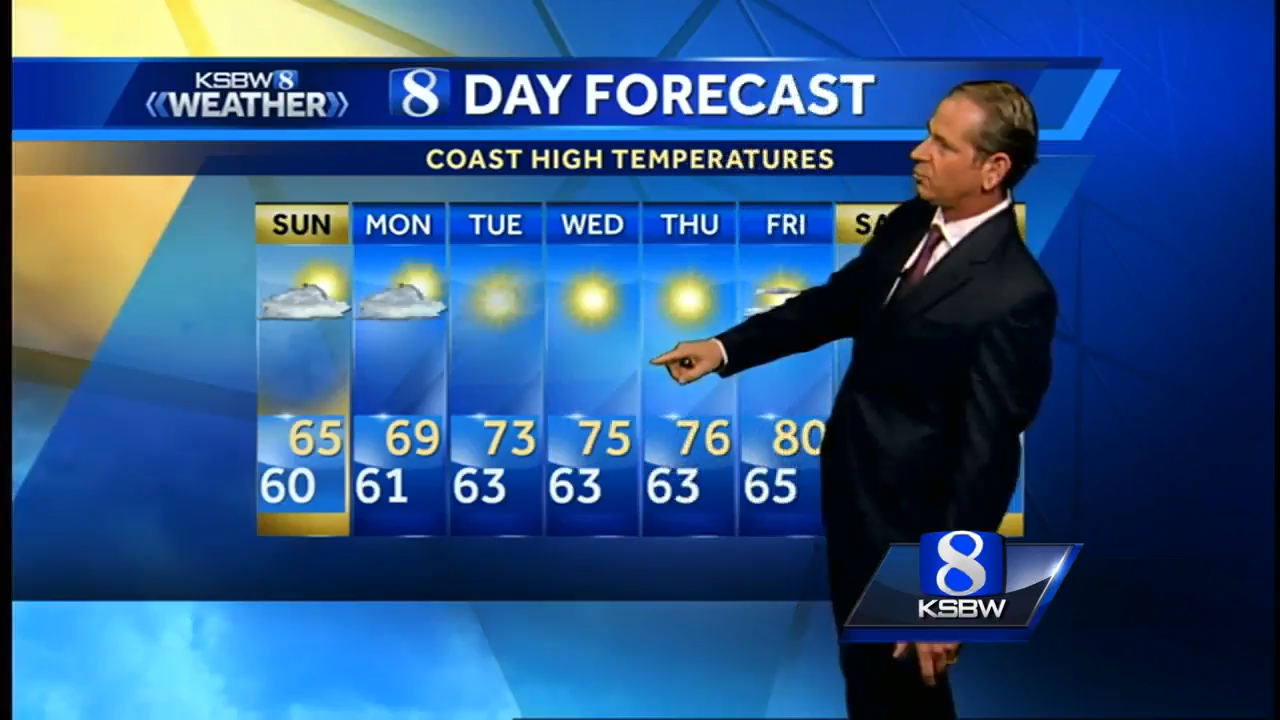 KSBW 8
WEATHER
8 DAY FORECAST
COAST HIGH TEMPERATURES
SUN MON TUE WED THU FRI
65 69 73 75 76 80
60 61 63 63 63 65
8
KSBW